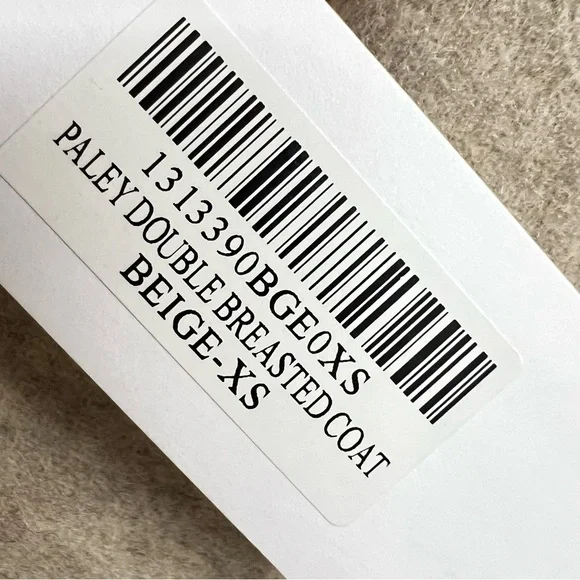 1313390BGE0XS
PALEY DOUBLE BREASTED COAT
BEIGE-XS